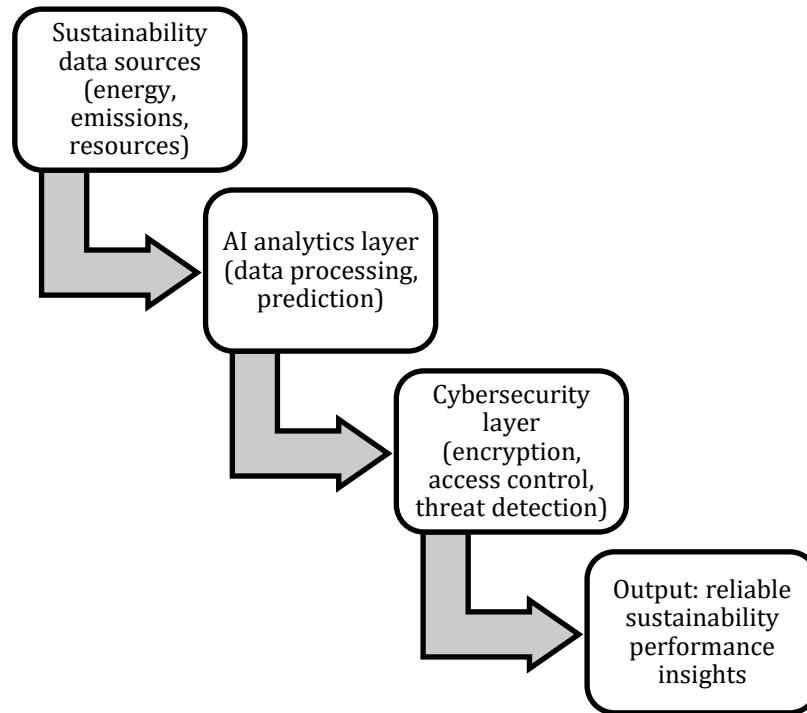 Sustainability
data sources
(energy,
emissions,
resources)
AI analytics layer
(data processing,
prediction)
Cybersecurity
layer
(encryption,
access control,
threat detection)
Output: reliable
sustainability
performance
insights